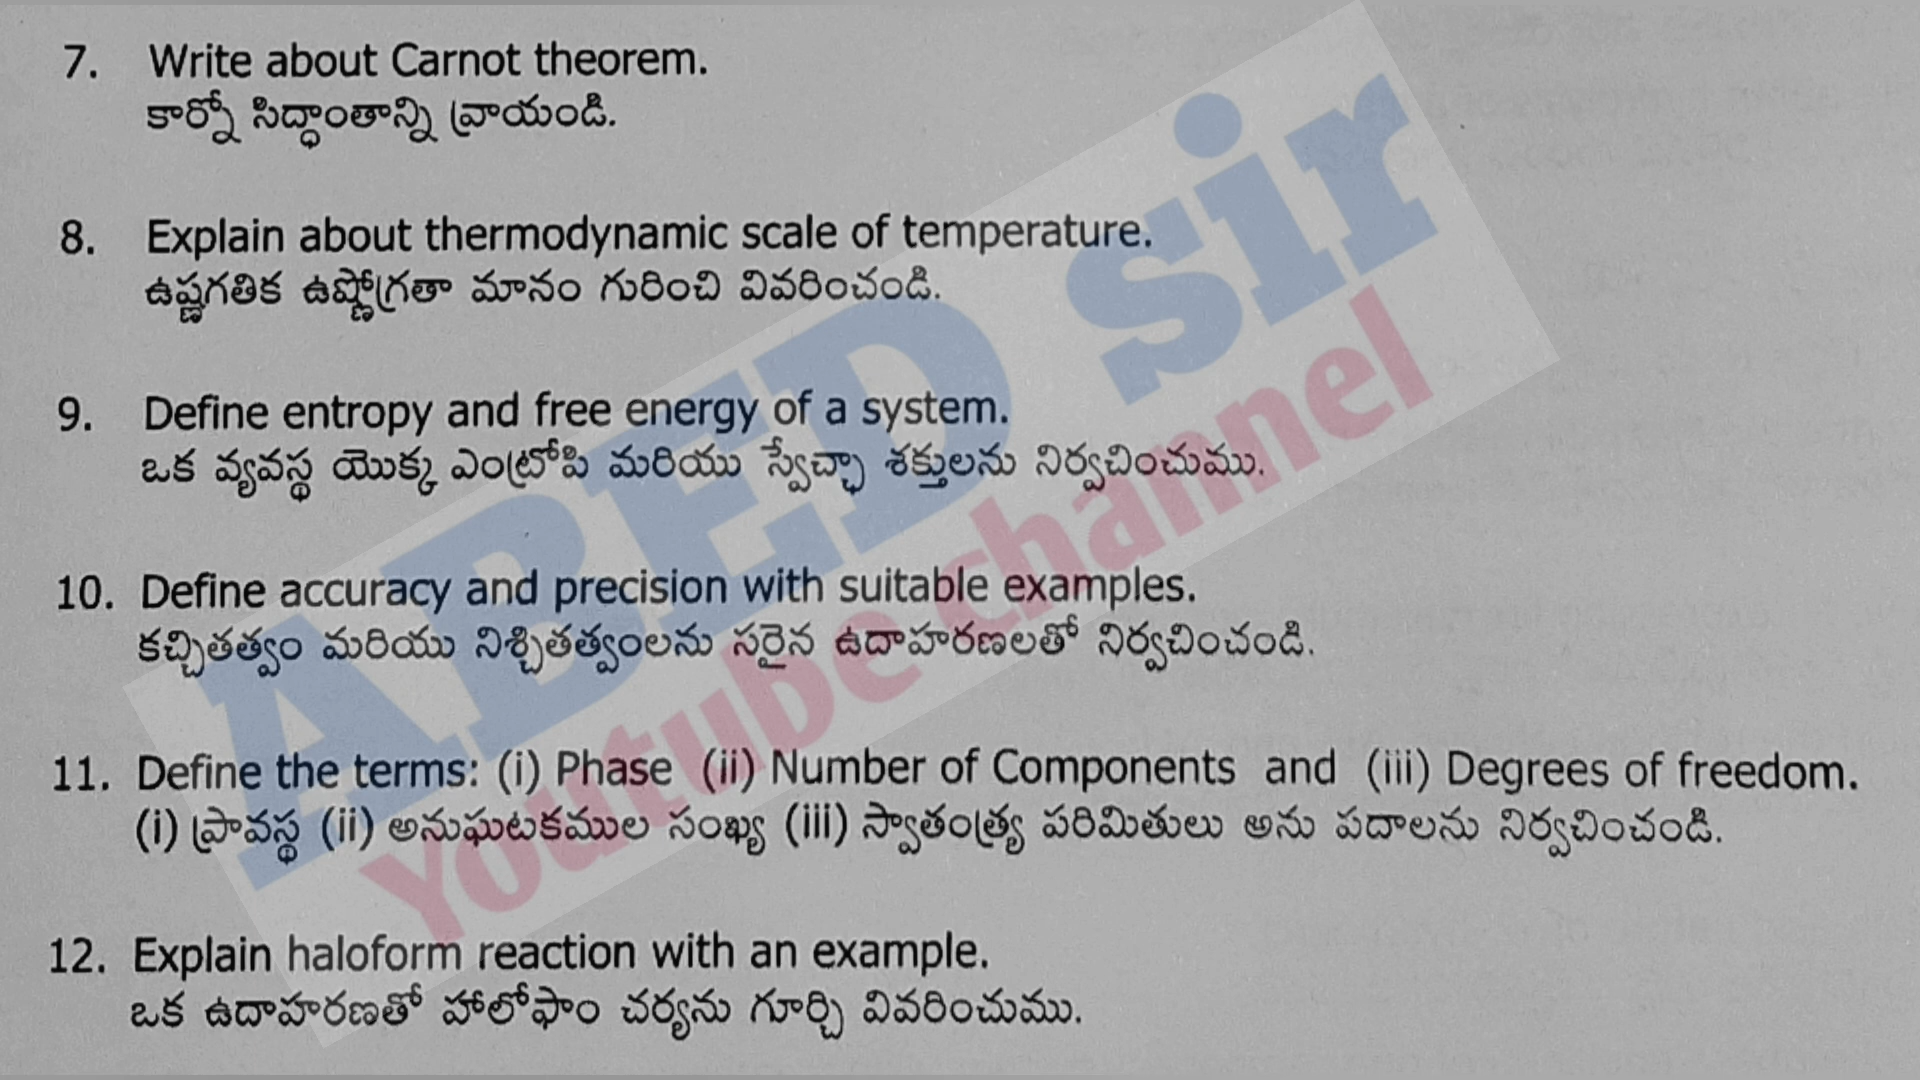 7. Write about Carnot theorem.
కార్నో సిద్ధాంతాన్ని వ్రాయండి.
8. Explain about thermodynamic scale of temperature.
ఉష్ణగతిక ఉష్ణోగ్రతా మానం గురించి వివరించండి.
9. Define entropy and free energy of a system.
ఒక వ్యవస్థ యొక్క ఎంట్రోపి మరియు స్వేచ్ఛా శక్తులను నిర్వచించుము.
10. Define accuracy and precision with suitable examples.
కచ్చితత్వం మరియు నిశ్చితత్వంలను సరైన ఉదాహరణలతో నిర్వచించండి.
11. Define the terms: (i) Phase (ii) Number of Components and (iii) Degrees of freedom.
(i) ప్రావస్థ (ii) అనుఘటకముల సంఖ్య (iii) స్వాతంత్ర్య పరిమితులు అను పదాలను నిర్వచించండి.
12. Explain haloform reaction with an example.
ఒక ఉదాహరణతో హాలోఫాం చర్యను గూర్చి వివరించుము.
ABED sir
Youtube channel